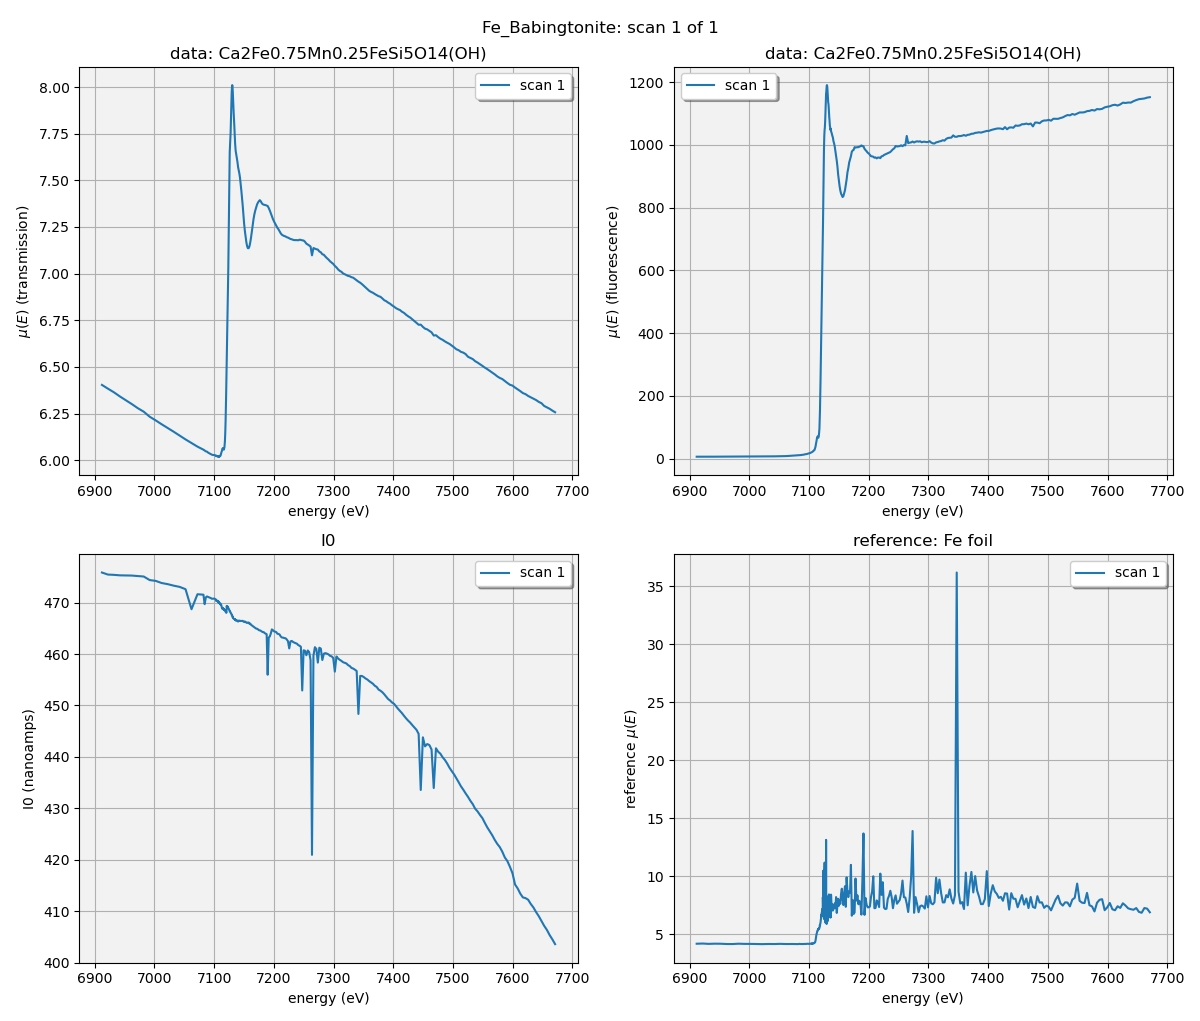 Fe_Babingtonite: scan 1 of 1
data: Ca2Fe0.75Mn0.25FeSi5O14(OH)
scan 1
μ(E) (transmission)
8.00
7.75
7.50
7.25
7.00
6.75
6.50
6.25
6.00
6900 7000 7100 7200 7300 7400 7500 7600 7700
energy (eV)
data: Ca2Fe0.75Mn0.25FeSi5O14(OH)
scan 1
μ(E) (fluorescence)
1200
1000
800
600
400
200
0
6900 7000 7100 7200 7300 7400 7500 7600 7700
energy (eV)
I0
scan 1
I0 (nanoamps)
470
460
450
440
430
420
410
400
6900 7000 7100 7200 7300 7400 7500 7600 7700
energy (eV)
reference: Fe foil
scan 1
reference μ(E)
35
30
25
20
15
10
5
6900 7000 7100 7200 7300 7400 7500 7600 7700
energy (eV)